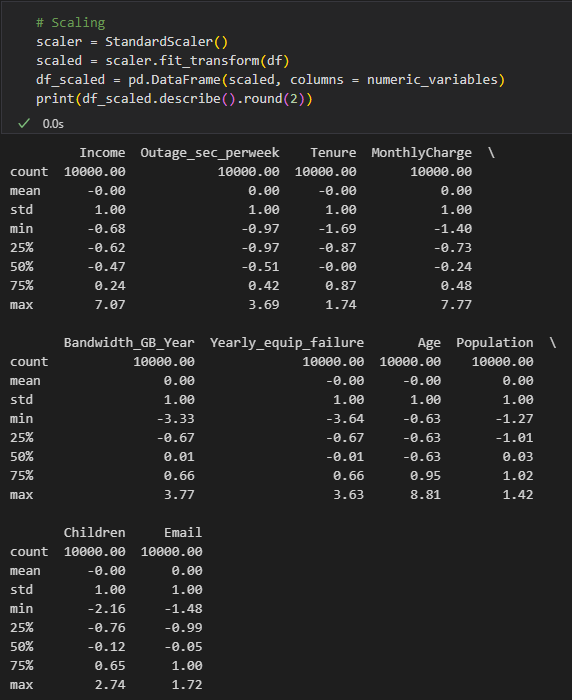 # Scaling
scaler = StandardScaler()
scaled = scaler.fit_transform(df)
df_scaled = pd.DataFrame(scaled, columns = numeric_variables)
print(df_scaled.describe().round(2))
✓ 0.0s
Income Outage_sec_perweek Tenure MonthlyCharge \
count 10000.00 10000.00 10000.00 10000.00
mean -0.00 0.00 -0.00 0.00
std 1.00 1.00 1.00 1.00
min -0.68 -0.97 -1.69 -1.40
25% -0.62 -0.97 -0.87 -0.73
50% -0.47 -0.51 -0.00 -0.24
75% 0.24 0.42 0.87 0.48
max 7.07 3.69 1.74 7.77
Bandwidth_GB_Year Yearly_equip_failure Age Population \
count 10000.00 10000.00 10000.00 10000.00
mean 0.00 -0.00 -0.00 0.00
std 1.00 1.00 1.00 1.00
min -3.33 -3.64 -0.63 -1.27
25% -0.67 -0.67 -0.63 -1.01
50% 0.01 -0.01 -0.63 0.03
75% 0.66 0.66 0.95 1.02
max 3.77 3.63 8.81 1.42
Children Email
count 10000.00 10000.00
mean -0.00 0.00
std 1.00 1.00
min -2.16 -1.48
25% -0.76 -0.99
50% -0.12 -0.05
75% 0.65 1.00
max 2.74 1.72